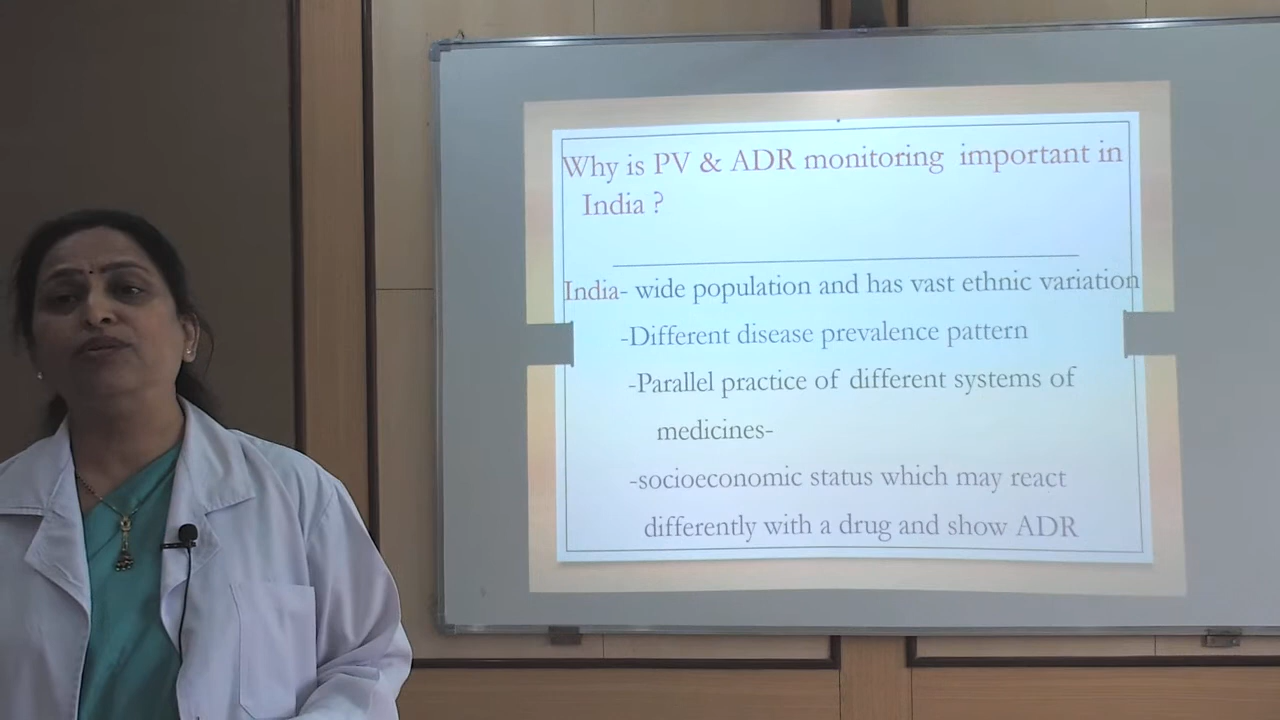 Why is PV & ADR monitoring important in
India ?
India- wide population and has vast ethnic variation
-Different disease prevalence pattern
-Parallel practice of different systems of
medicines-
-socioeconomic status which may react
differently with a drug and show ADR